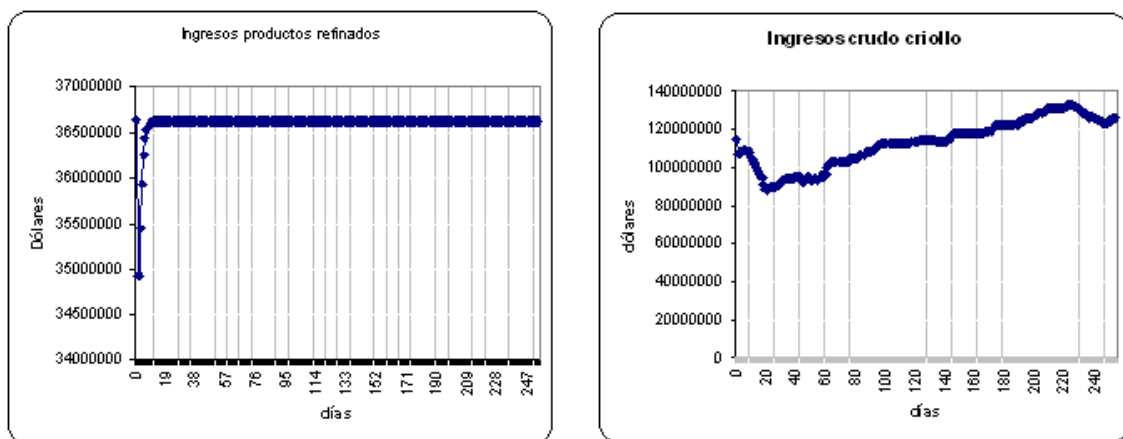 Ingresos productos refinados
Dólares
37000000
36500000
36000000
35500000
35000000
34500000
34000000
0 19 38 57 76 95 114 133 152 171 190 209 228 247
días
Ingresos crudo criollo
dólares
140000000
120000000
100000000
80000000
60000000
40000000
20000000
0
0 20 40 60 80 100 120 140 160 180 200 220 240
días